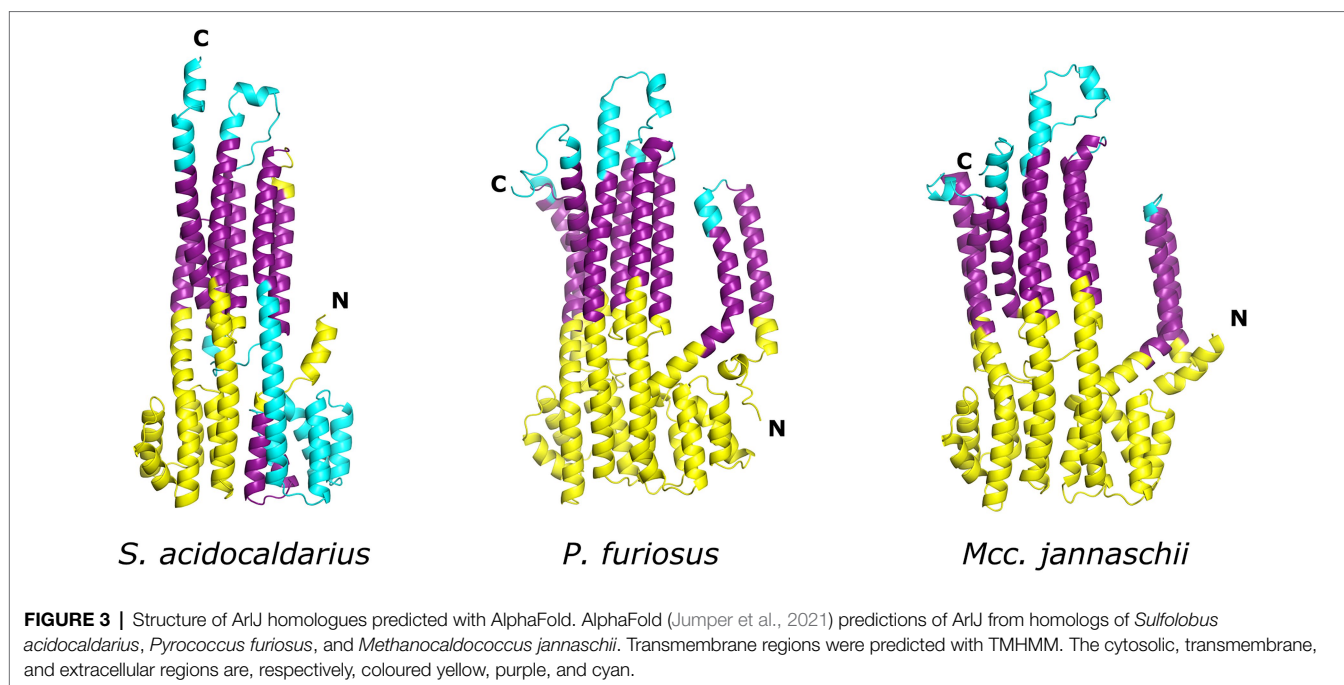 C
N
C
N
C
N
S. acidocaldarius
P. furiosus
Mcc. jannaschii
FIGURE 3 | Structure of ArlJ homologues predicted with AlphaFold. AlphaFold (Jumper et al., 2021) predictions of ArlJ from homologs of Sulfolobus
acidocaldarius, Pyrococcus furiosus, and Methanocaldococcus jannaschii. Transmembrane regions were predicted with TMHMM. The cytosolic, transmembrane,
and extracellular regions are, respectively, coloured yellow, purple, and cyan.